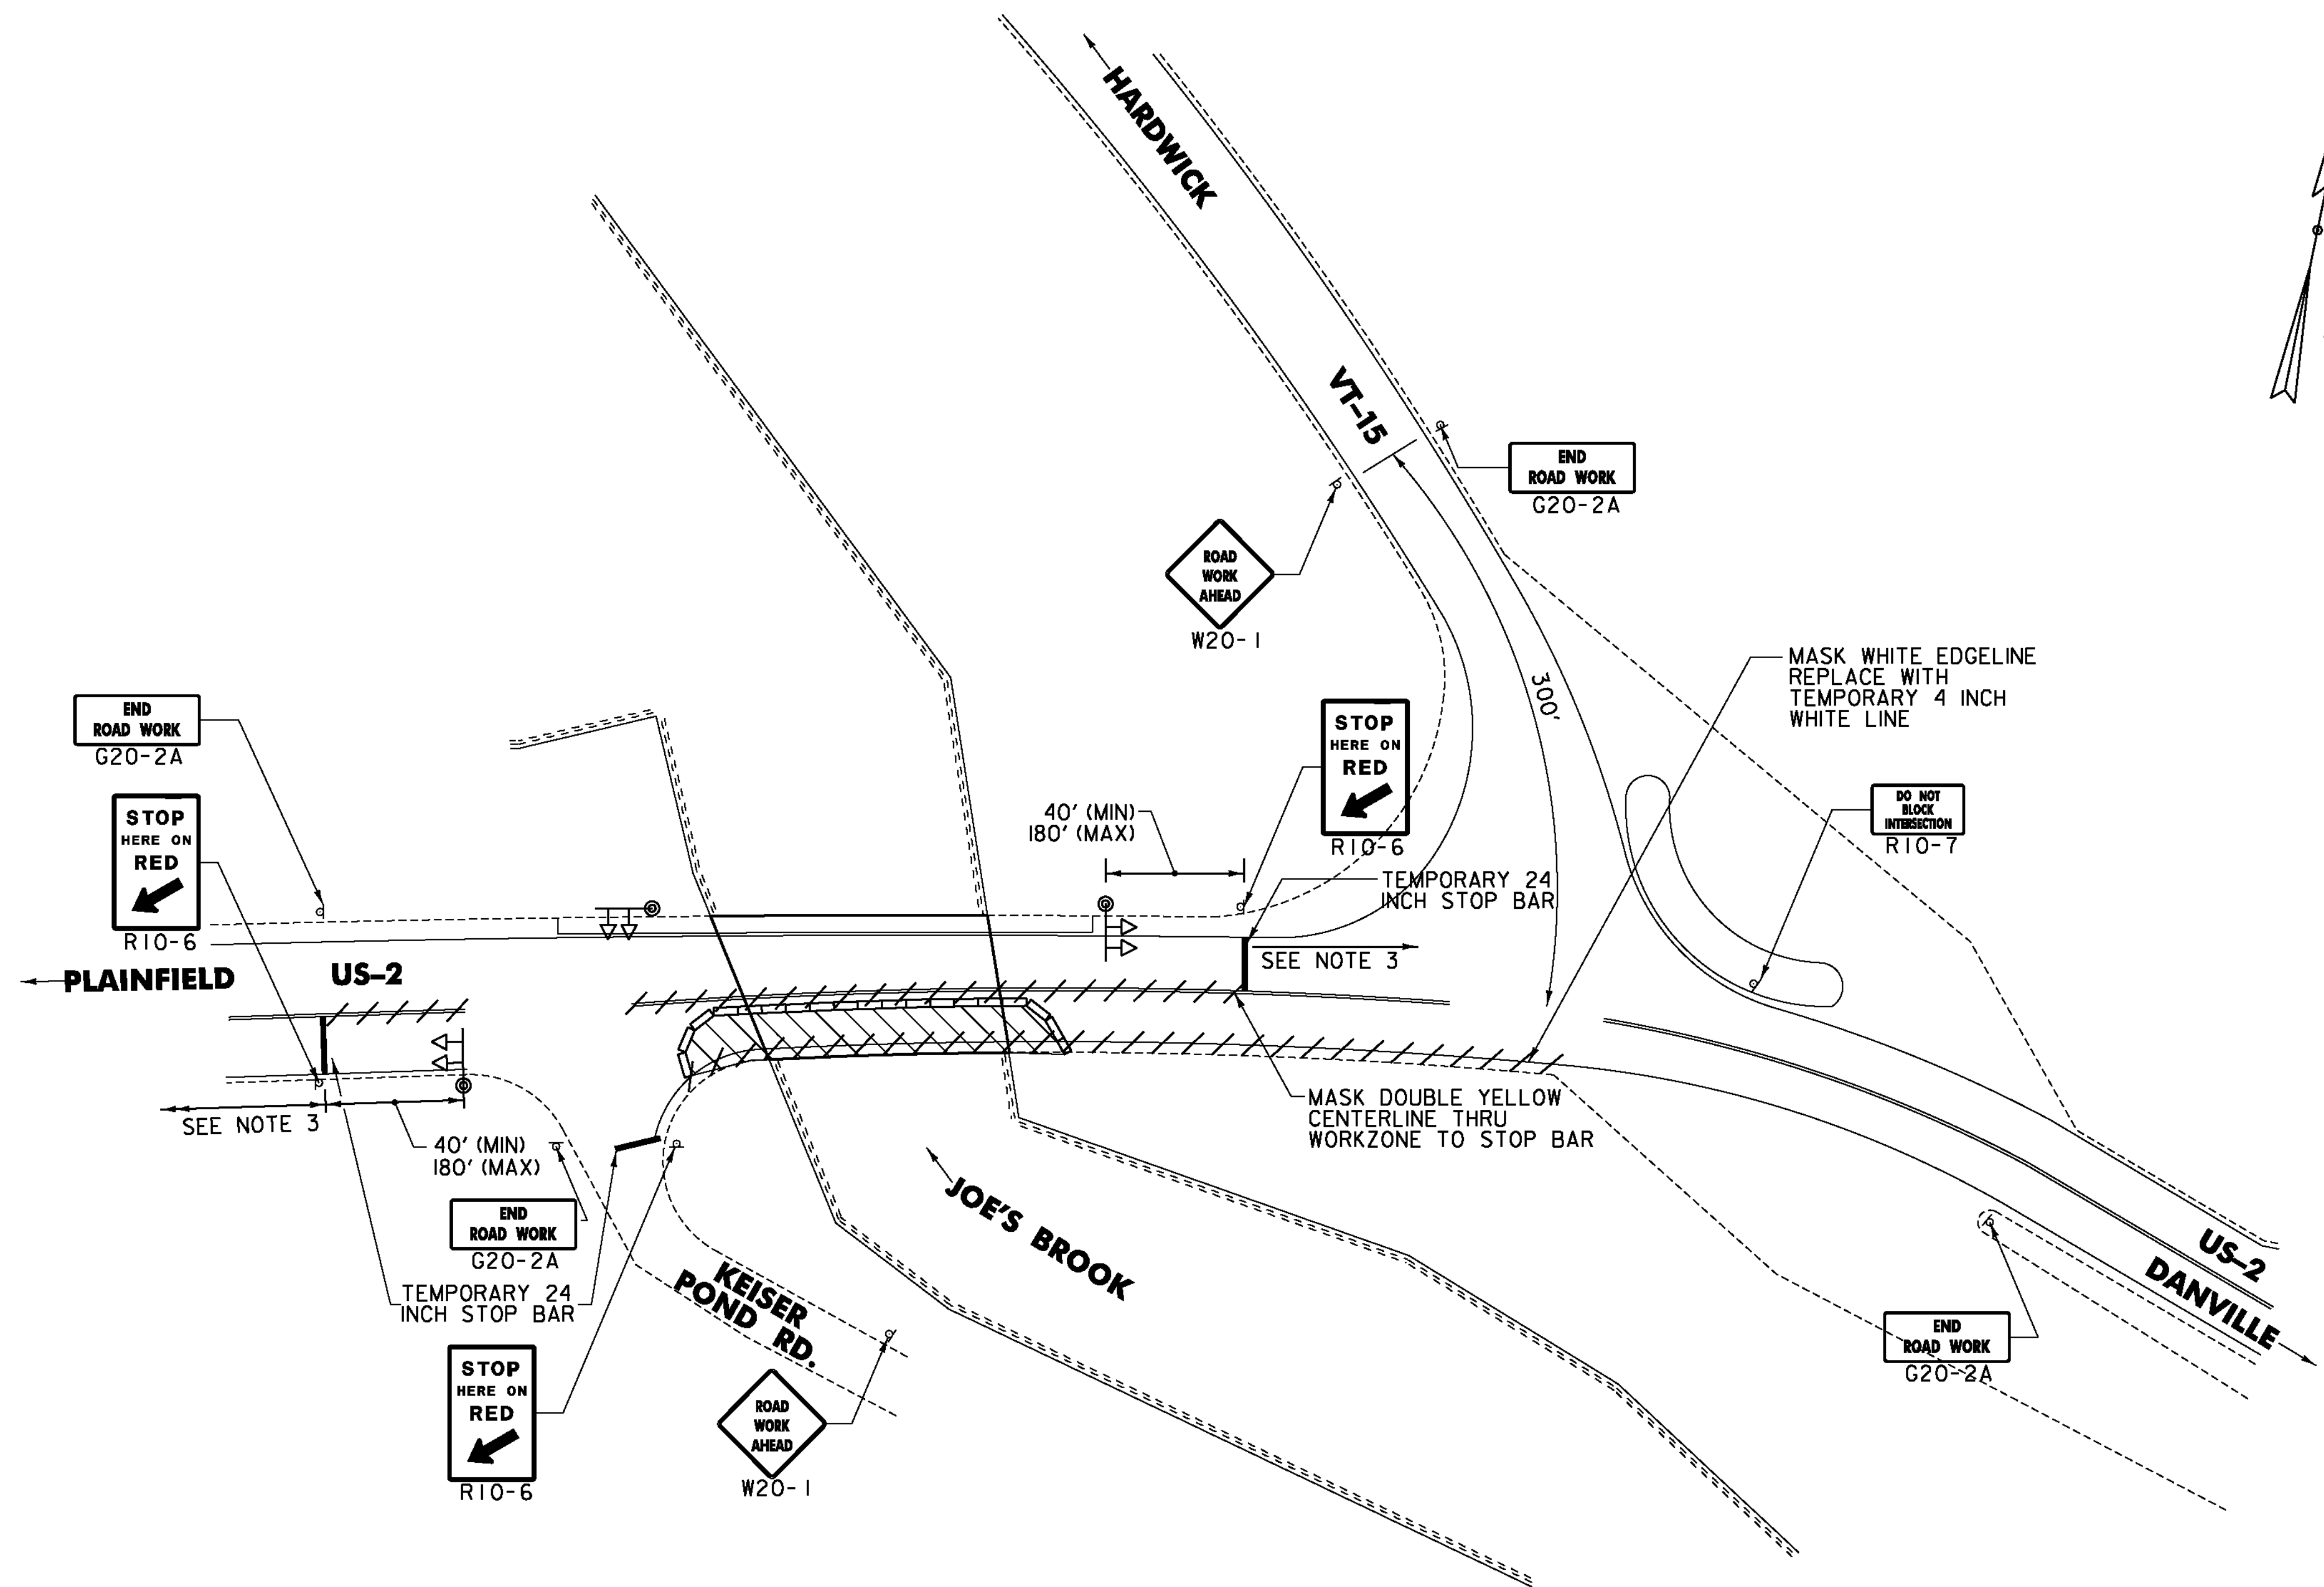 HARDWICK
VT-15
END
ROAD WORK
G20-2A
ROAD
WORK
AHEAD
W20-1
300'
MASK WHITE EDGELINE
REPLACE WITH
TEMPORARY 4 INCH
WHITE LINE
END
ROAD WORK
G20-2A
STOP
HERE ON
RED
R10-6
STOP
HERE ON
RED
R10-6
40' (MIN)
180' (MAX)
DO NOT
BLOCK
INTERSECTION
R10-7
TEMPORARY 24
INCH STOP BAR
SEE NOTE 3
PLAINFIELD
US-2
SEE NOTE 3
40' (MIN)
180' (MAX)
MASK DOUBLE YELLOW
CENTERLINE THRU
WORKZONE TO STOP BAR
END
ROAD WORK
G20-2A
TEMPORARY 24
INCH STOP BAR
JOE'S BROOK
KEISER
POND RD.
US-2
DANVILLE
END
ROAD WORK
G20-2A
STOP
HERE ON
RED
R10-6
ROAD
WORK
AHEAD
W20-1